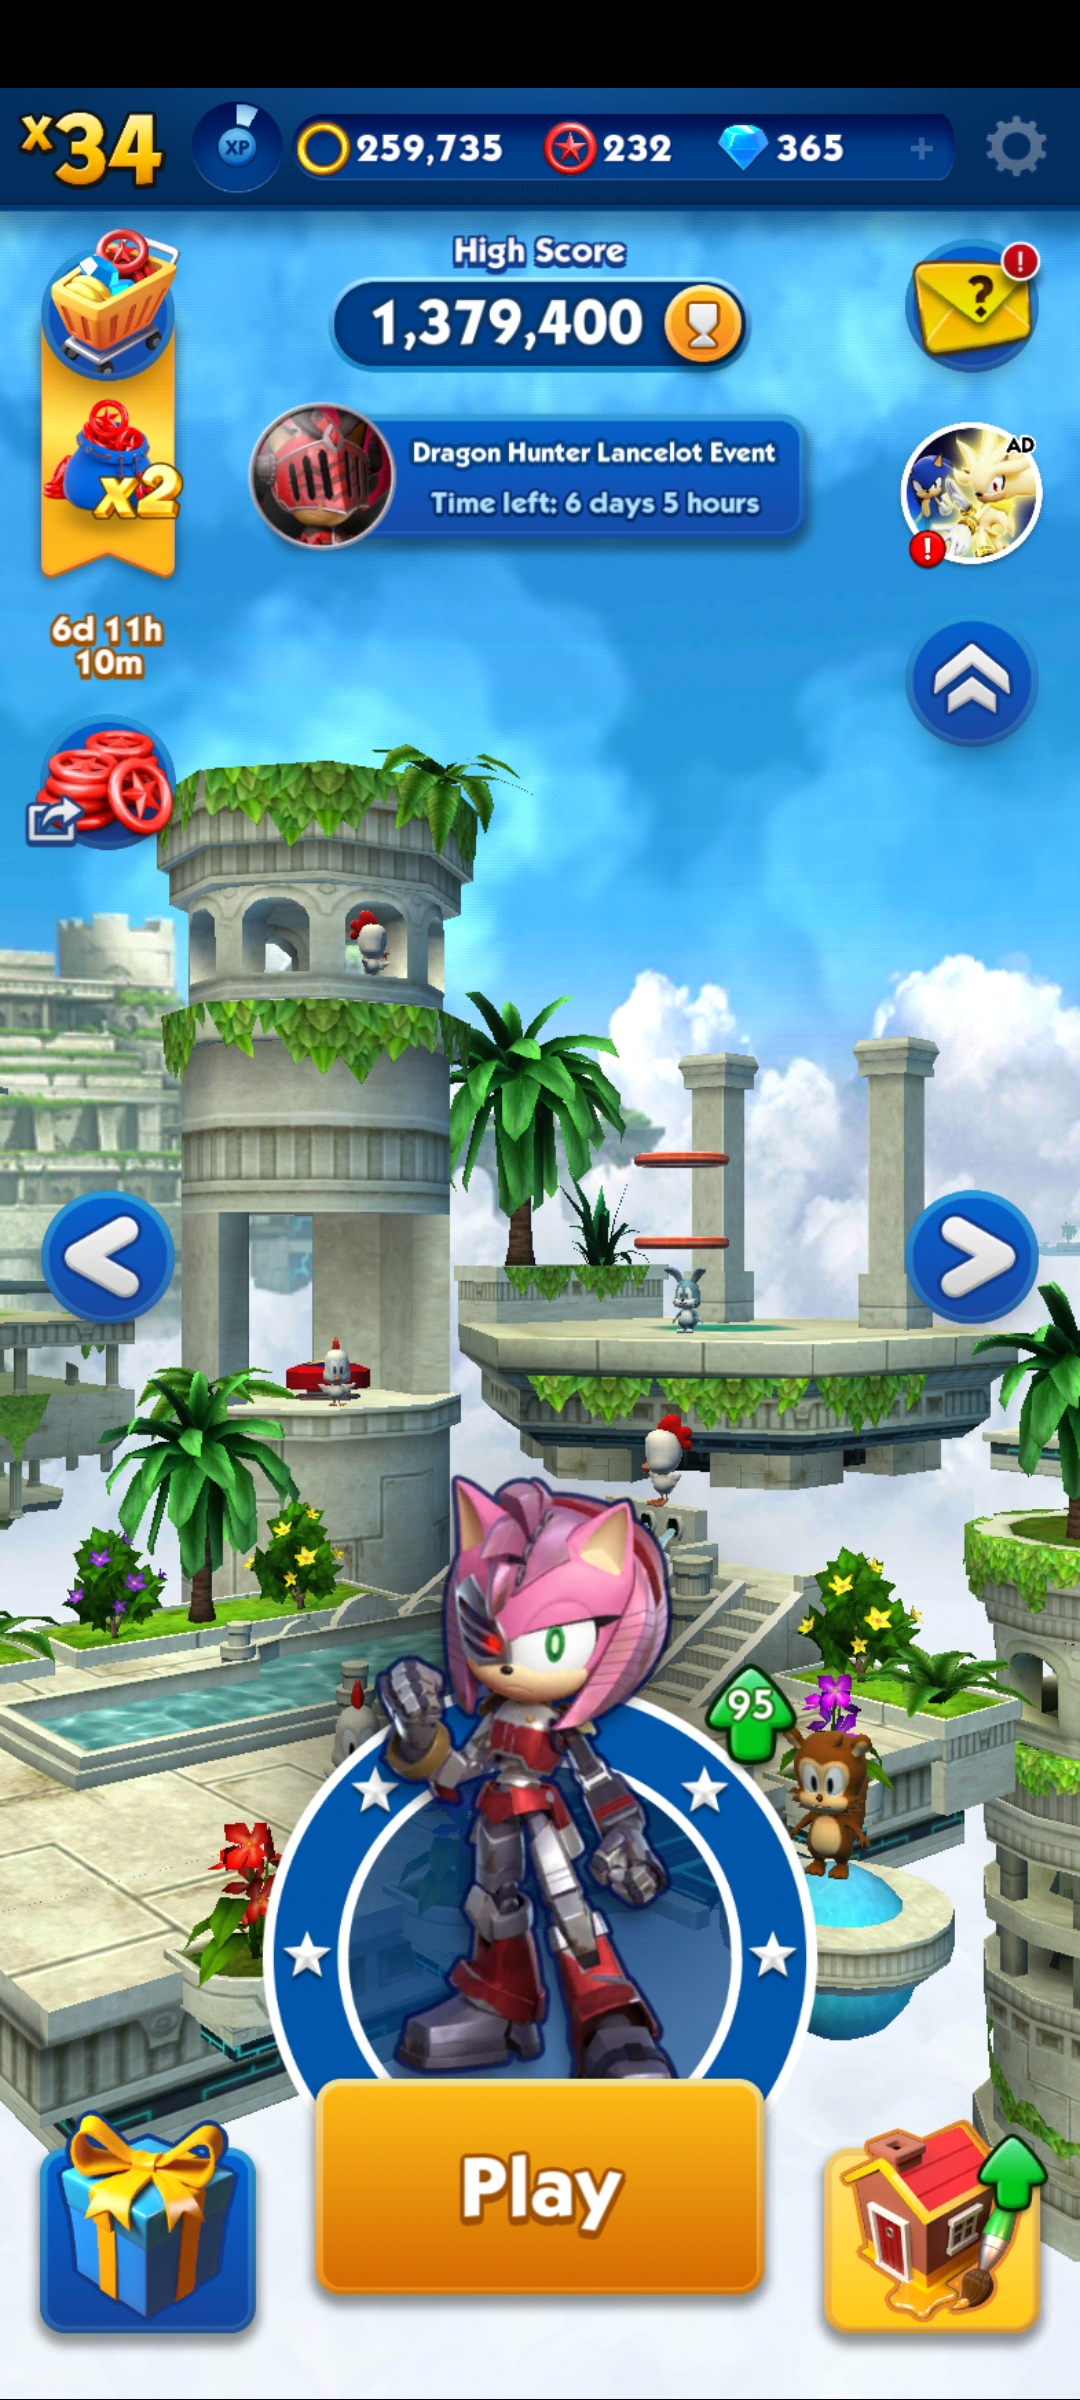 x34
XP
259,735
232
365
+
High Score
1,379,400
?
!
Dragon Hunter Lancelot Event
Time left: 6 days 5 hours
AD
!
x2
6d 11h
10m
95
Play